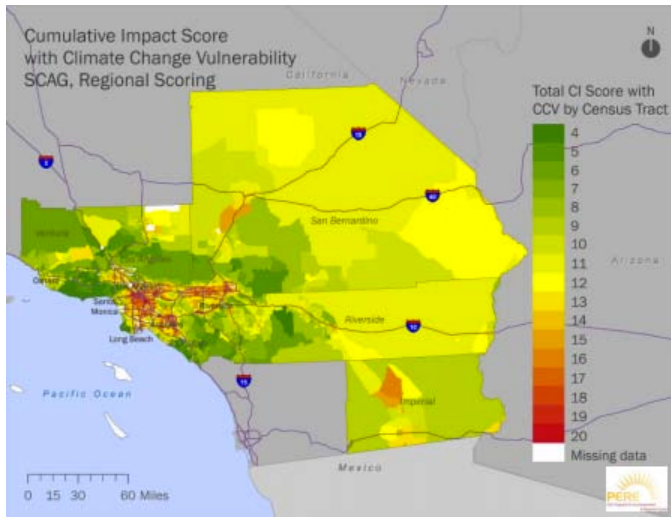 Cumulative Impact Score
with Climate Change Vulnerability
SCAG, Regional Scoring
N
California
Nevada
Total CI Score with
CCV by Census Tract
4
5
6
7
8
9
10
11
12
13
14
15
16
17
18
19
20
Missing data
5
15
40
San Bernardino
Ventura
Los Angeles
Oxnard
Santa
Monica
Long Beach
Riverside
Riverside
10
Arizona
Imperial
15
Pacific Ocean
Mexico
0 15 30 60 Miles
PERE